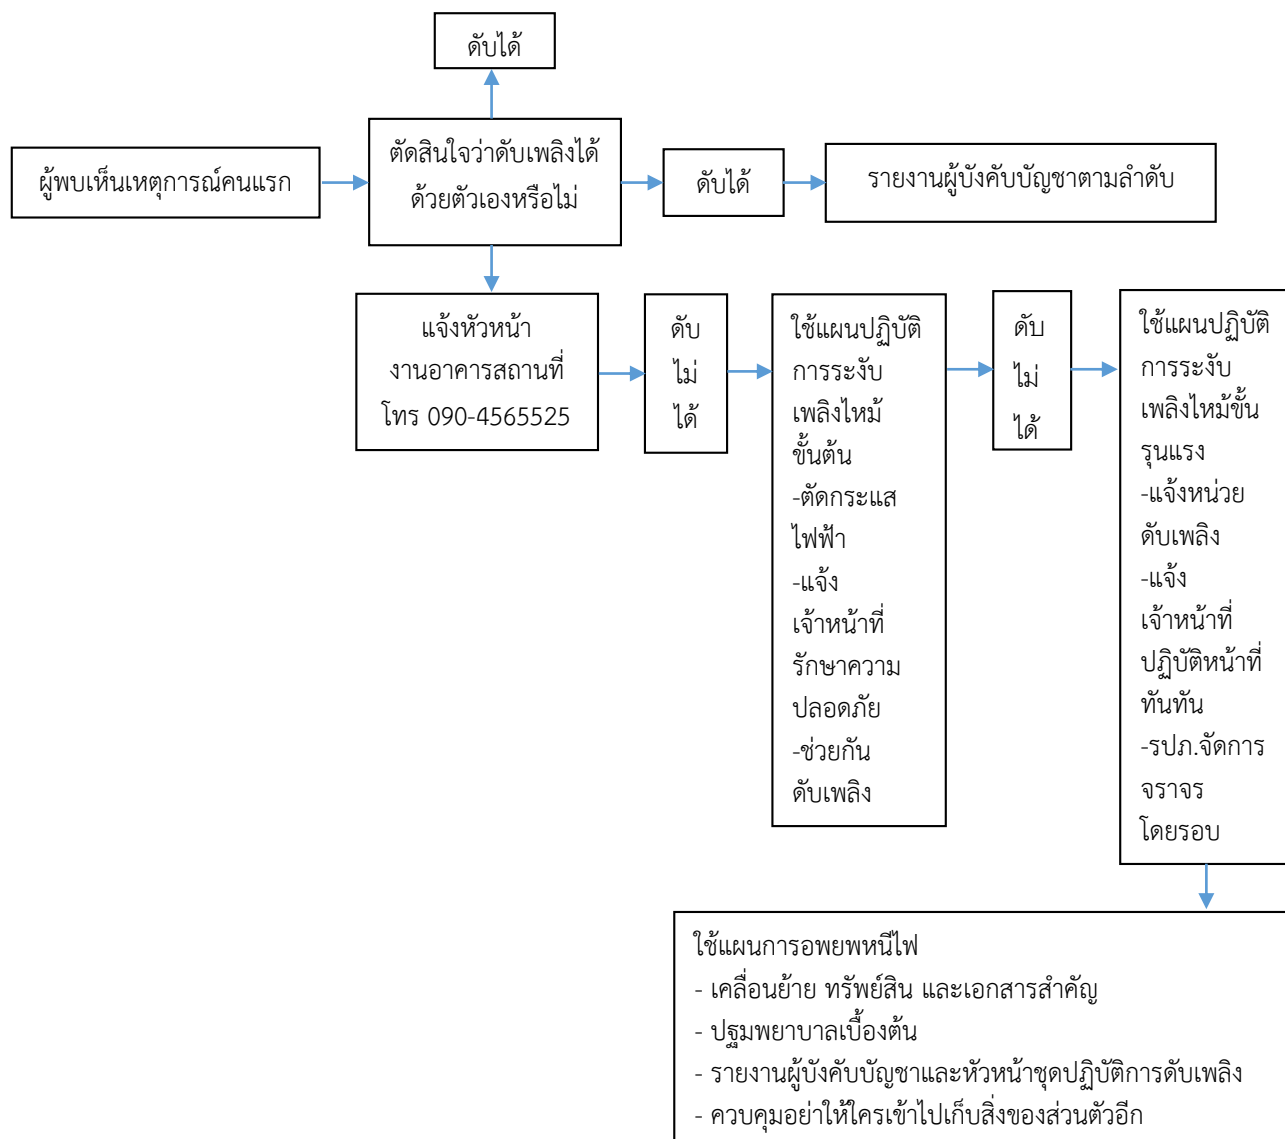 ดับได้
ผู้พบเห็นเหตุการณ์คนแรก
ตัดสินใจว่าดับเพลิงได้
ด้วยตัวเองหรือไม่
ดับได้
รายงานผู้บังคับบัญชาตามลำดับ
แจ้งหัวหน้า
งานอาคารสถานที่
โทร 090-4565525
ดับ
ไม่
ได้
ใช้แผนปฏิบัติ
การระงับ
เพลิงไหม้
ขั้นต้น
-ตัดกระแส
ไฟฟ้า
-แจ้ง
เจ้าหน้าที่
รักษาความ
ปลอดภัย
-ช่วยกัน
ดับเพลิง
ดับ
ไม่
ได้
ใช้แผนปฏิบัติ
การระงับ
เพลิงไหม้ขั้น
รุนแรง
-แจ้งหน่วย
ดับเพลิง
-แจ้ง
เจ้าหน้าที่
ปฏิบัติหน้าที่
ทันทัน
-รปภ.จัดการ
จราจร
โดยรอบ
ใช้แผนการอพยพหนีไฟ
- เคลื่อนย้าย ทรัพย์สิน และเอกสารสำคัญ
- ปฐมพยาบาลเบื้องต้น
- รายงานผู้บังคับบัญชาและหัวหน้าชุดปฏิบัติการดับเพลิง
- ควบคุมอย่าให้ใครเข้าไปเก็บสิ่งของส่วนตัวอีก